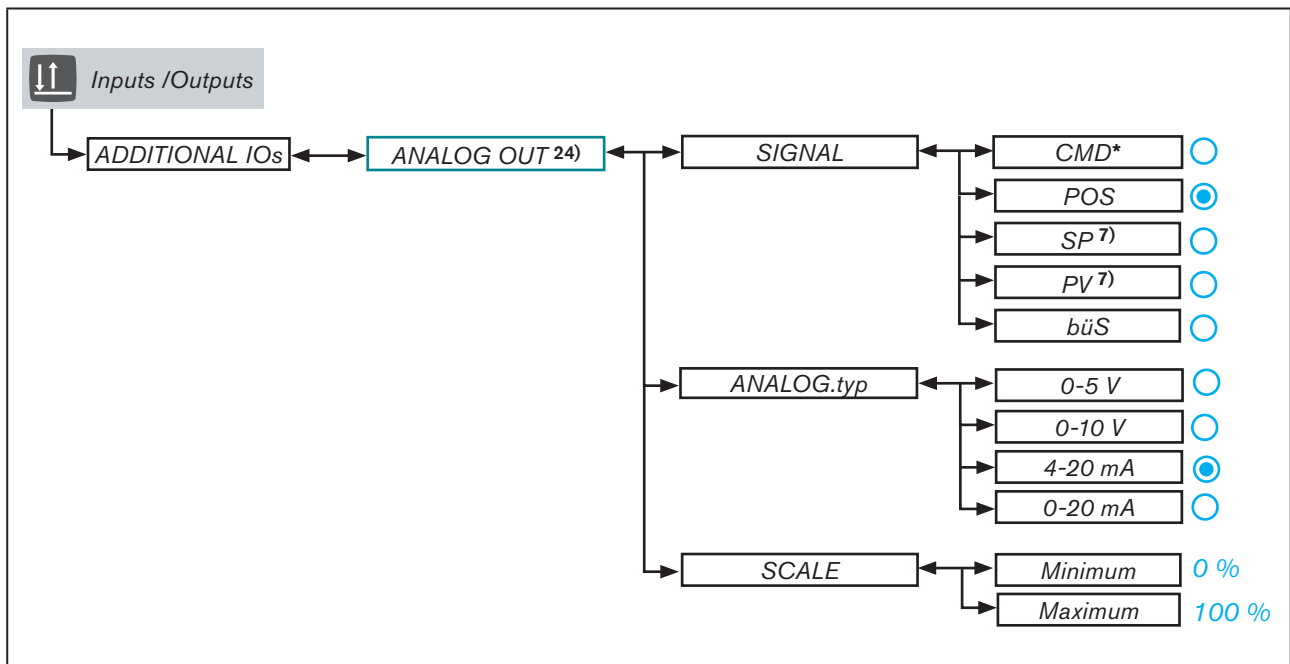 Inputs /Outputs
ADDITIONAL IOs
ANALOG OUT 24)
SIGNAL
CMD*
POS
SP 7)
PV 7)
büS
ANALOG.typ
0-5 V
0-10 V
4-20 mA
0-20 mA
SCALE
Minimum 0 %
Maximum 100 %